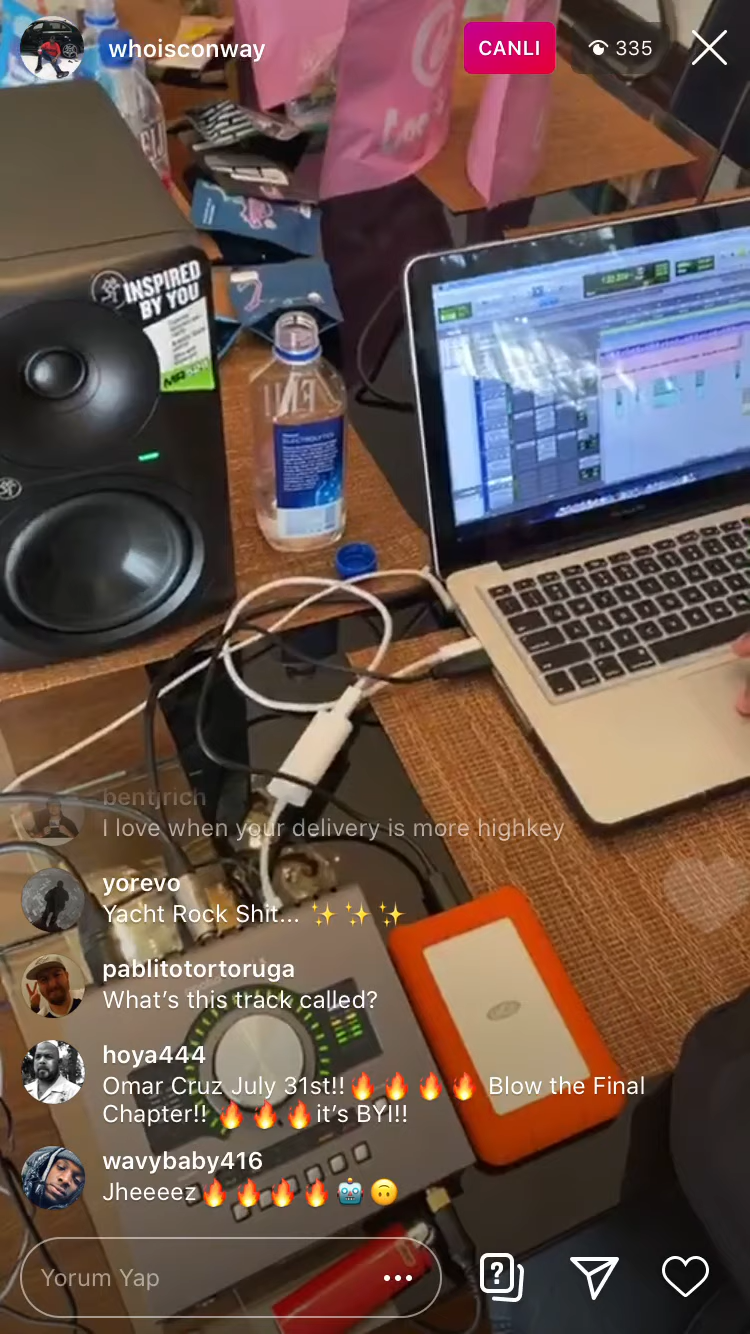 whoisconway
CANLI
335
INSPIRED
BY YOU
FIJI
ELECTROLYTES
bentjrich
I love when your delivery is more highkey
yorevo
Yacht Rock Shit... ✨✨✨
pablitotortoruga
What's this track called?
hoya444
Omar Cruz July 31st!!🔥🔥🔥🔥 Blow the Final
Chapter!! 🔥🔥🔥it's BYI!!
wavybaby416
Jheeeez🔥🔥🔥🔥🤖🙃
Yorum Yap